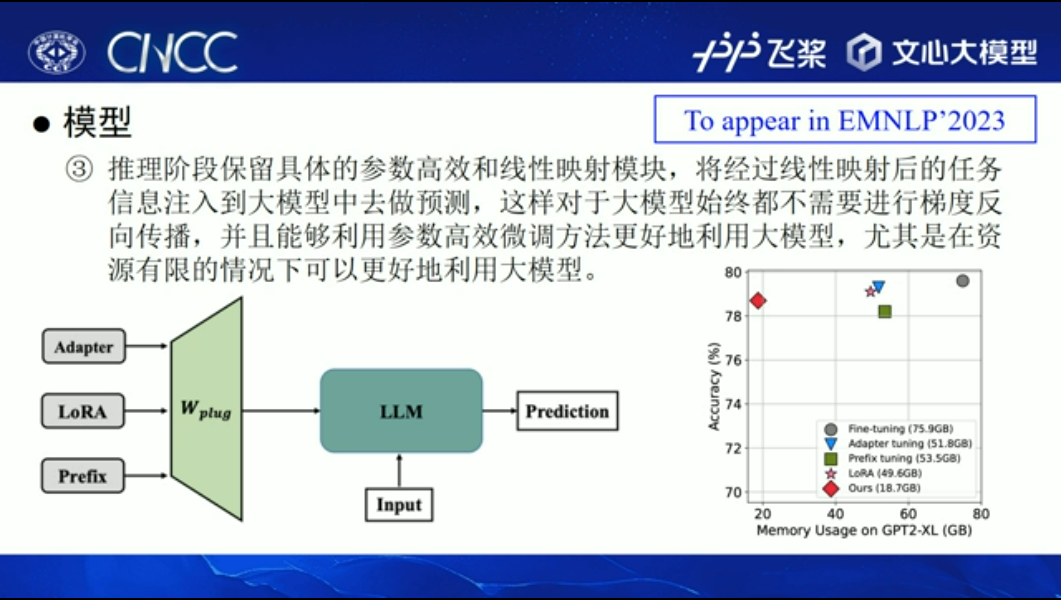 CNCC
飞桨
文心大模型
● 模型
To appear in EMNLP’2023
③ 推理阶段保留具体的参数高效和线性映射模块，将经过线性映射后的任务
信息注入到大模型中去做预测，这样对于大模型始终都不需要进行梯度反
向传播，并且能够利用参数高效微调方法更好地利用大模型，尤其是在资
源有限的情况下可以更好地利用大模型。
Adapter
LoRA
Prefix
W_plug
LLM
Prediction
Input
Accuracy (%)
80
78
76
74
72
70
Fine-tuning (75.9GB)
Adapter tuning (51.8GB)
Prefix tuning (53.5GB)
LoRA (49.6GB)
Ours (18.7GB)
20 40 60 80
Memory Usage on GPT2-XL (GB)